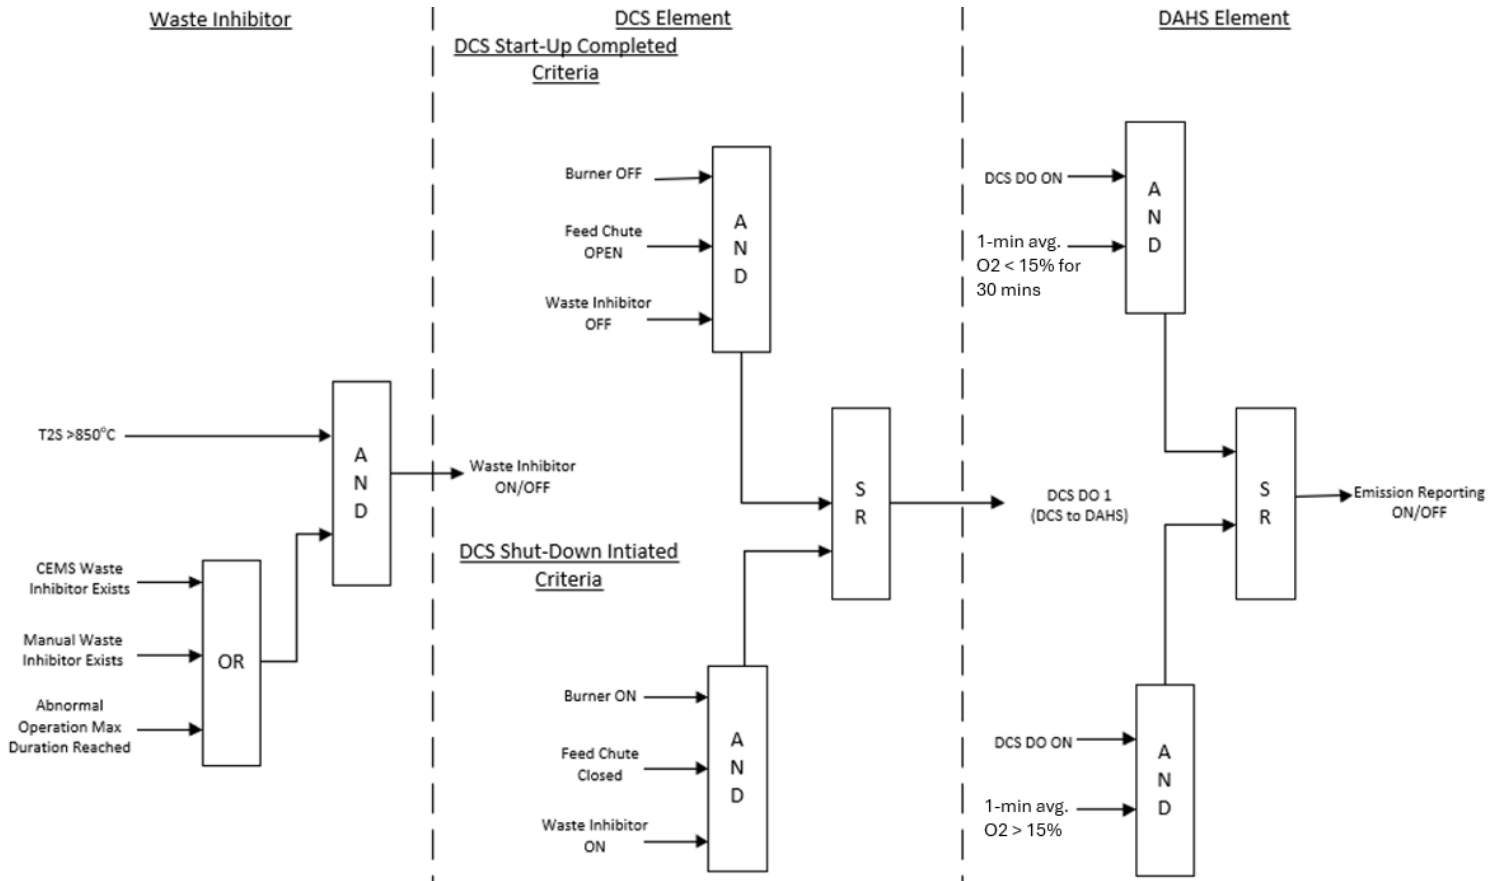 Waste Inhibitor
T2S >850°C
CEMS Waste
Inhibitor Exists
Manual Waste
Inhibitor Exists
Abnormal
Operation Max
Duration Reached
OR
A
N
D
Waste Inhibitor
ON/OFF
DCS Element
DCS Start-Up Completed
Criteria
Burner OFF
Feed Chute
OPEN
Waste Inhibitor
OFF
A
N
D
DCS Shut-Down Intiated
Criteria
Burner ON
Feed Chute
Closed
Waste Inhibitor
ON
A
N
D
S
R
DCS DO 1
(DCS to DAHS)
DAHS Element
DCS DO ON
1-min avg.
O2 < 15% for
30 mins
A
N
D
S
R
Emission Reporting
ON/OFF
DCS DO ON
1-min avg.
O2 > 15%
A
N
D